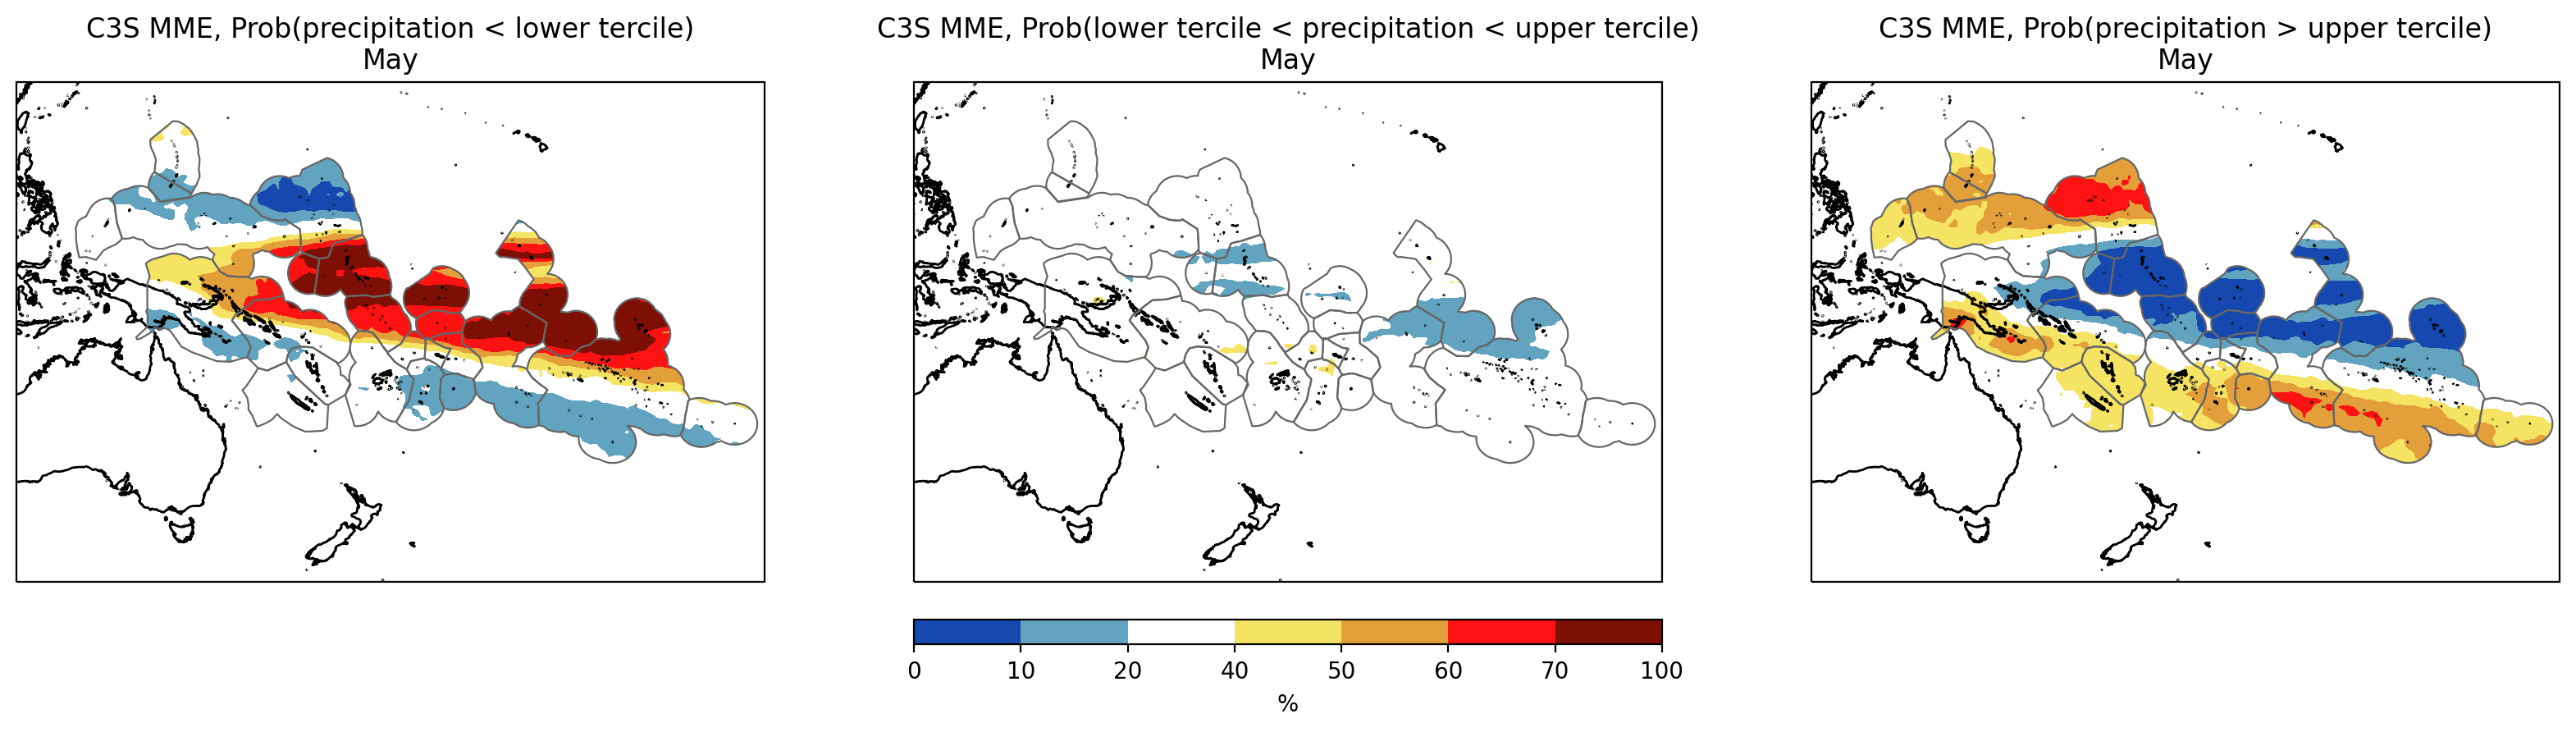 C3S MME, Prob(precipitation < lower tercile)
May
C3S MME, Prob(lower tercile < precipitation < upper tercile)
May
C3S MME, Prob(precipitation > upper tercile)
May
0 10 20 40 50 60 70 100
%